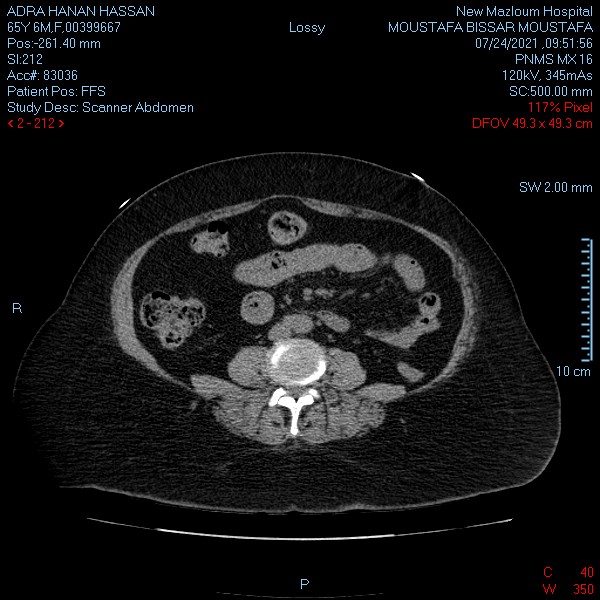 ADRA HANAN HASSAN
65Y 6M,F,00399667
Pos:-261.40 mm
SI:212
Acc#: 83036
Patient Pos: FFS
Study Desc: Scanner Abdomen
< 2 - 212 >
Lossy
New Mazloum Hospital
MOUSTAFA BISSAR MOUSTAFA
07/24/2021 ,09:51:56
PNMS MX 16
120kV, 345mAs
SC:500.00 mm
117% Pixel
DFOV 49.3 x 49.3 cm
SW 2.00 mm
R
10 cm
P
C 40
W 350